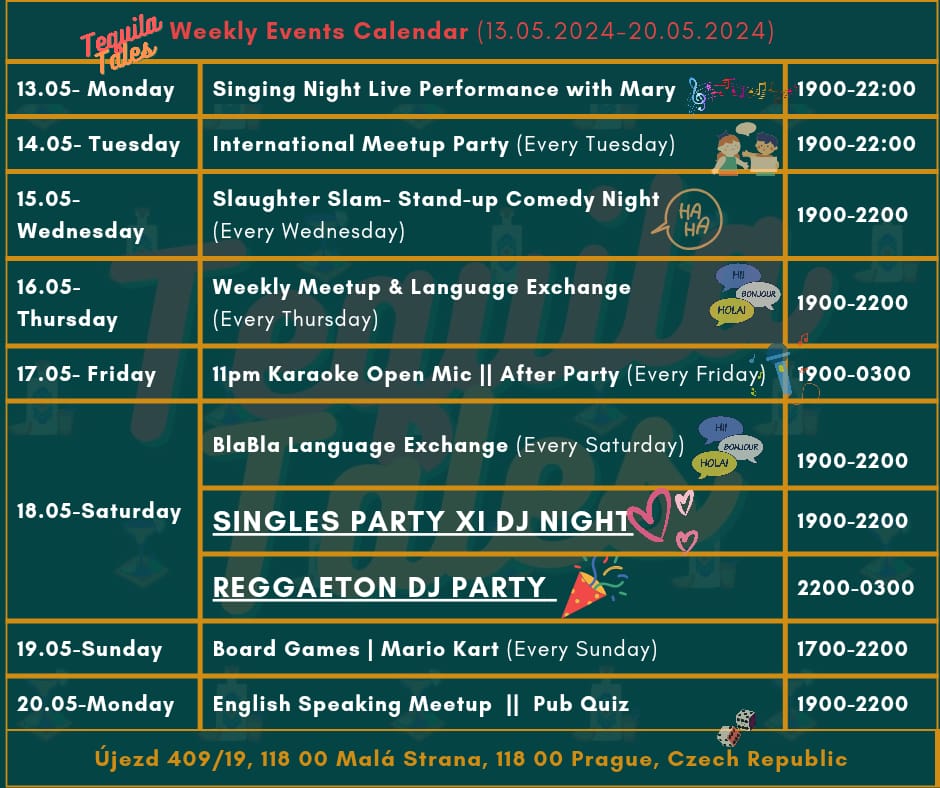 Tequila
Tales
Weekly Events Calendar (13.05.2024-20.05.2024)
13.05- Monday
Singing Night Live Performance with Mary
1900-22:00
14.05- Tuesday
International Meetup Party (Every Tuesday)
1900-22:00
15.05-
Wednesday
Slaughter Slam- Stand-up Comedy Night
(Every Wednesday)
HA
HA
1900-2200
16.05-
Thursday
Weekly Meetup & Language Exchange
(Every Thursday)
HI!
BONJOUR
HOLA!
1900-2200
17.05- Friday
11pm Karaoke Open Mic || After Party (Every Friday)
1900-0300
18.05-Saturday
BlaBla Language Exchange (Every Saturday)
HI!
BONJOUR
HOLA!
1900-2200
SINGLES PARTY XI DJ NIGHT
1900-2200
REGGAETON DJ PARTY
2200-0300
19.05-Sunday
Board Games | Mario Kart (Every Sunday)
1700-2200
20.05-Monday
English Speaking Meetup || Pub Quiz
1900-2200
Újezd 409/19, 118 00 Malá Strana, 118 00 Prague, Czech Republic
Tequila
Tales